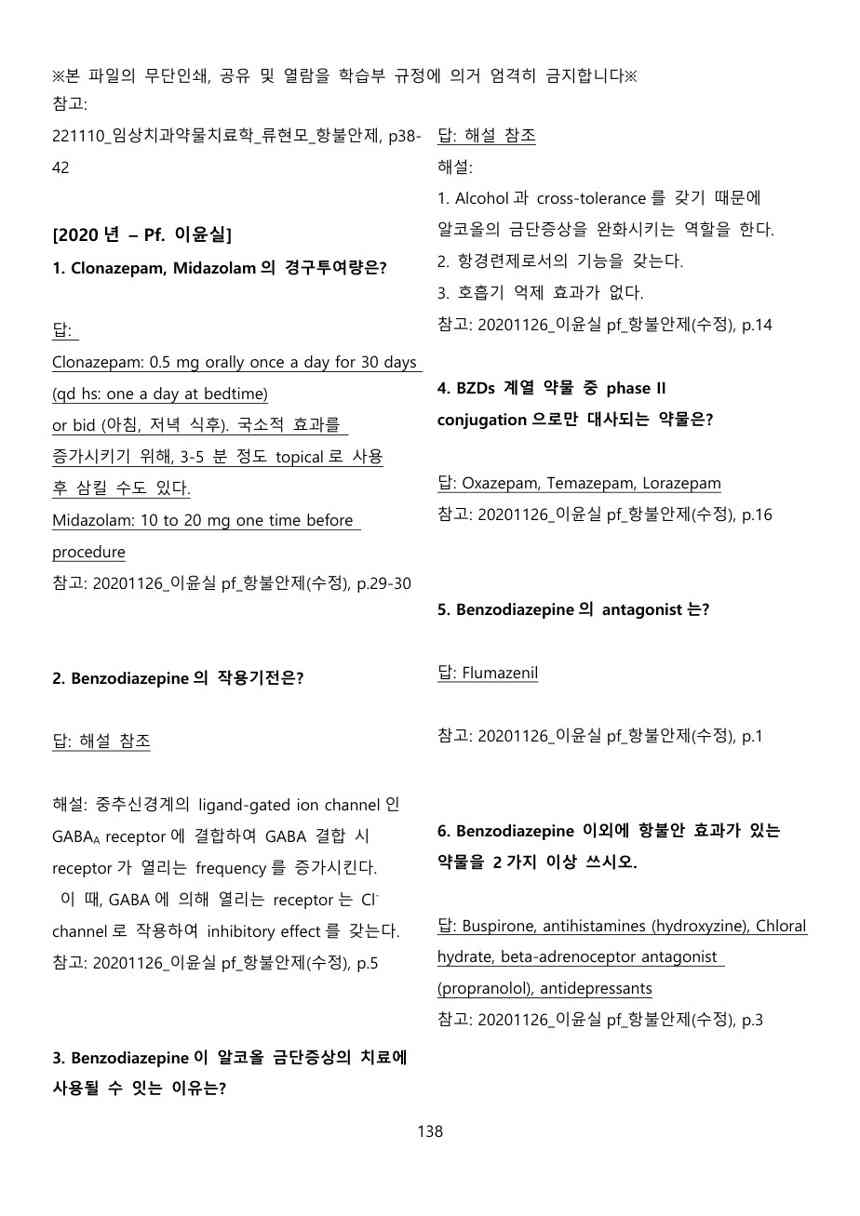 ※본 파일의 무단인쇄, 공유 및 열람을 학습부 규정에 의거 엄격히 금지합니다※
참고:
221110_임상치과약물치료학_류현모_항불안제, p38-
42
[2020 년 – Pf. 이윤실]
1. Clonazepam, Midazolam 의 경구투여량은?
답:
Clonazepam: 0.5 mg orally once a day for 30 days
(qd hs: one a day at bedtime)
or bid (아침, 저녁 식후). 국소적 효과를
증가시키기 위해, 3-5 분 정도 topical 로 사용
후 삼킬 수도 있다.
Midazolam: 10 to 20 mg one time before
procedure
참고: 20201126_이윤실 pf_항불안제(수정), p.29-30
2. Benzodiazepine 의 작용기전은?
답: 해설 참조
해설: 중추신경계의 ligand-gated ion channel 인
GABAA receptor 에 결합하여 GABA 결합 시
receptor 가 열리는 frequency 를 증가시킨다.
이 때, GABA 에 의해 열리는 receptor 는 Cl-
channel 로 작용하여 inhibitory effect 를 갖는다.
참고: 20201126_이윤실 pf_항불안제(수정), p.5
3. Benzodiazepine 이 알코올 금단증상의 치료에
사용될 수 잇는 이유는?
답: 해설 참조
해설:
1. Alcohol 과 cross-tolerance 를 갖기 때문에
알코올의 금단증상을 완화시키는 역할을 한다.
2. 항경련제로서의 기능을 갖는다.
3. 호흡기 억제 효과가 없다.
참고: 20201126_이윤실 pf_항불안제(수정), p.14
4. BZDs 계열 약물 중 phase II
conjugation 으로만 대사되는 약물은?
답: Oxazepam, Temazepam, Lorazepam
참고: 20201126_이윤실 pf_항불안제(수정), p.16
5. Benzodiazepine 의 antagonist 는?
답: Flumazenil
참고: 20201126_이윤실 pf_항불안제(수정), p.1
6. Benzodiazepine 이외에 항불안 효과가 있는
약물을 2 가지 이상 쓰시오.
답: Buspirone, antihistamines (hydroxyzine), Chloral
hydrate, beta-adrenoceptor antagonist
(propranolol), antidepressants
참고: 20201126_이윤실 pf_항불안제(수정), p.3
138